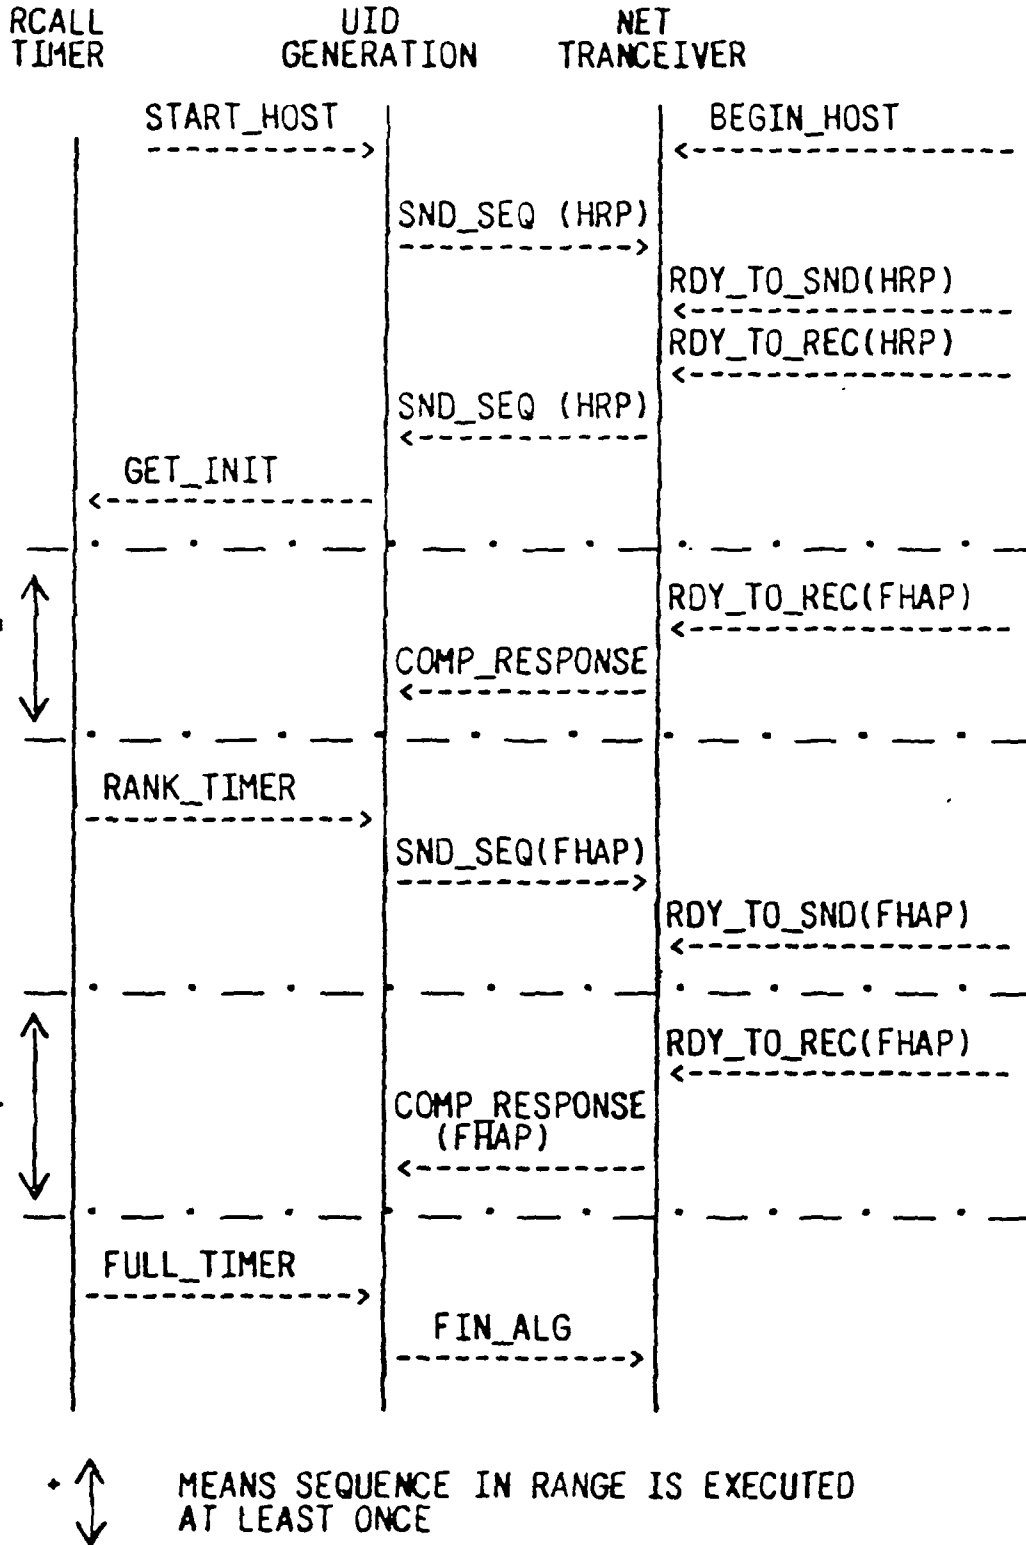 RCALL UID NET
TIMER GENERATION TRANCEIVER
START_HOST BEGIN_HOST
SND_SEQ (HRP)
RDY_TO_SND(HRP)
RDY_TO_REC(HRP)
SND_SEQ (HRP)
GET_INIT
RDY_TO_REC(FHAP)
COMP_RESPONSE
RANK_TIMER
SND_SEQ(FHAP)
RDY_TO_SND(FHAP)
RDY_TO_REC(FHAP)
COMP_RESPONSE
(FHAP)
FULL_TIMER
FIN_ALG
MEANS SEQUENCE IN RANGE IS EXECUTED
AT LEAST ONCE